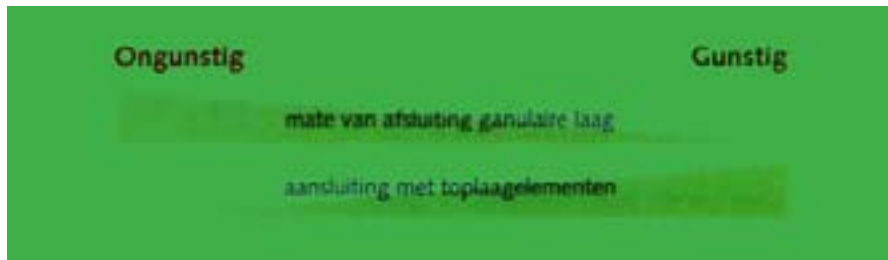 Ongunstig Gunstig
mate van afsluiting ganulaire laag
aansluiting met toplaagelementen